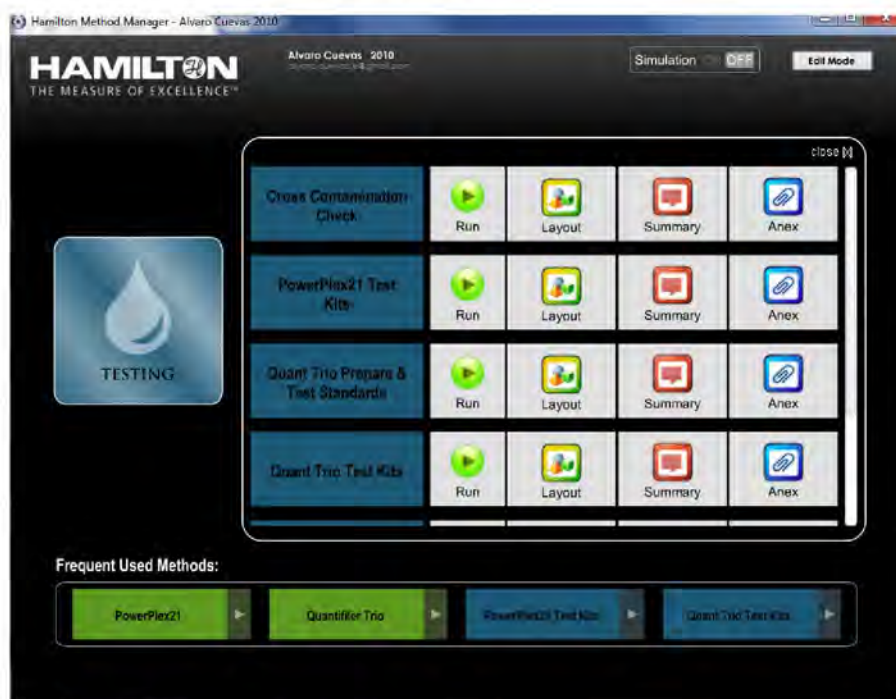 Hamilton Method Manager - Alvaro Cuevas 2010
HAMILTON
THE MEASURE OF EXCELLENCE™
Alvaro Cuevas 2010
Simulation ON OFF
Edit Mode
close [X]
Cross Contamination
Check
Run
Layout
Summary
Anex
PowerPlex21 Test
Kits
Run
Layout
Summary
Anex
TESTING
Quant Trio Prepare &
Test Standards
Run
Layout
Summary
Anex
Quant Trio Test Kits
Run
Layout
Summary
Anex
Frequent Used Methods:
PowerPlex21
Quantifiler Trio
PowerPlex21 Test Kits
Quant Trio Test Kits